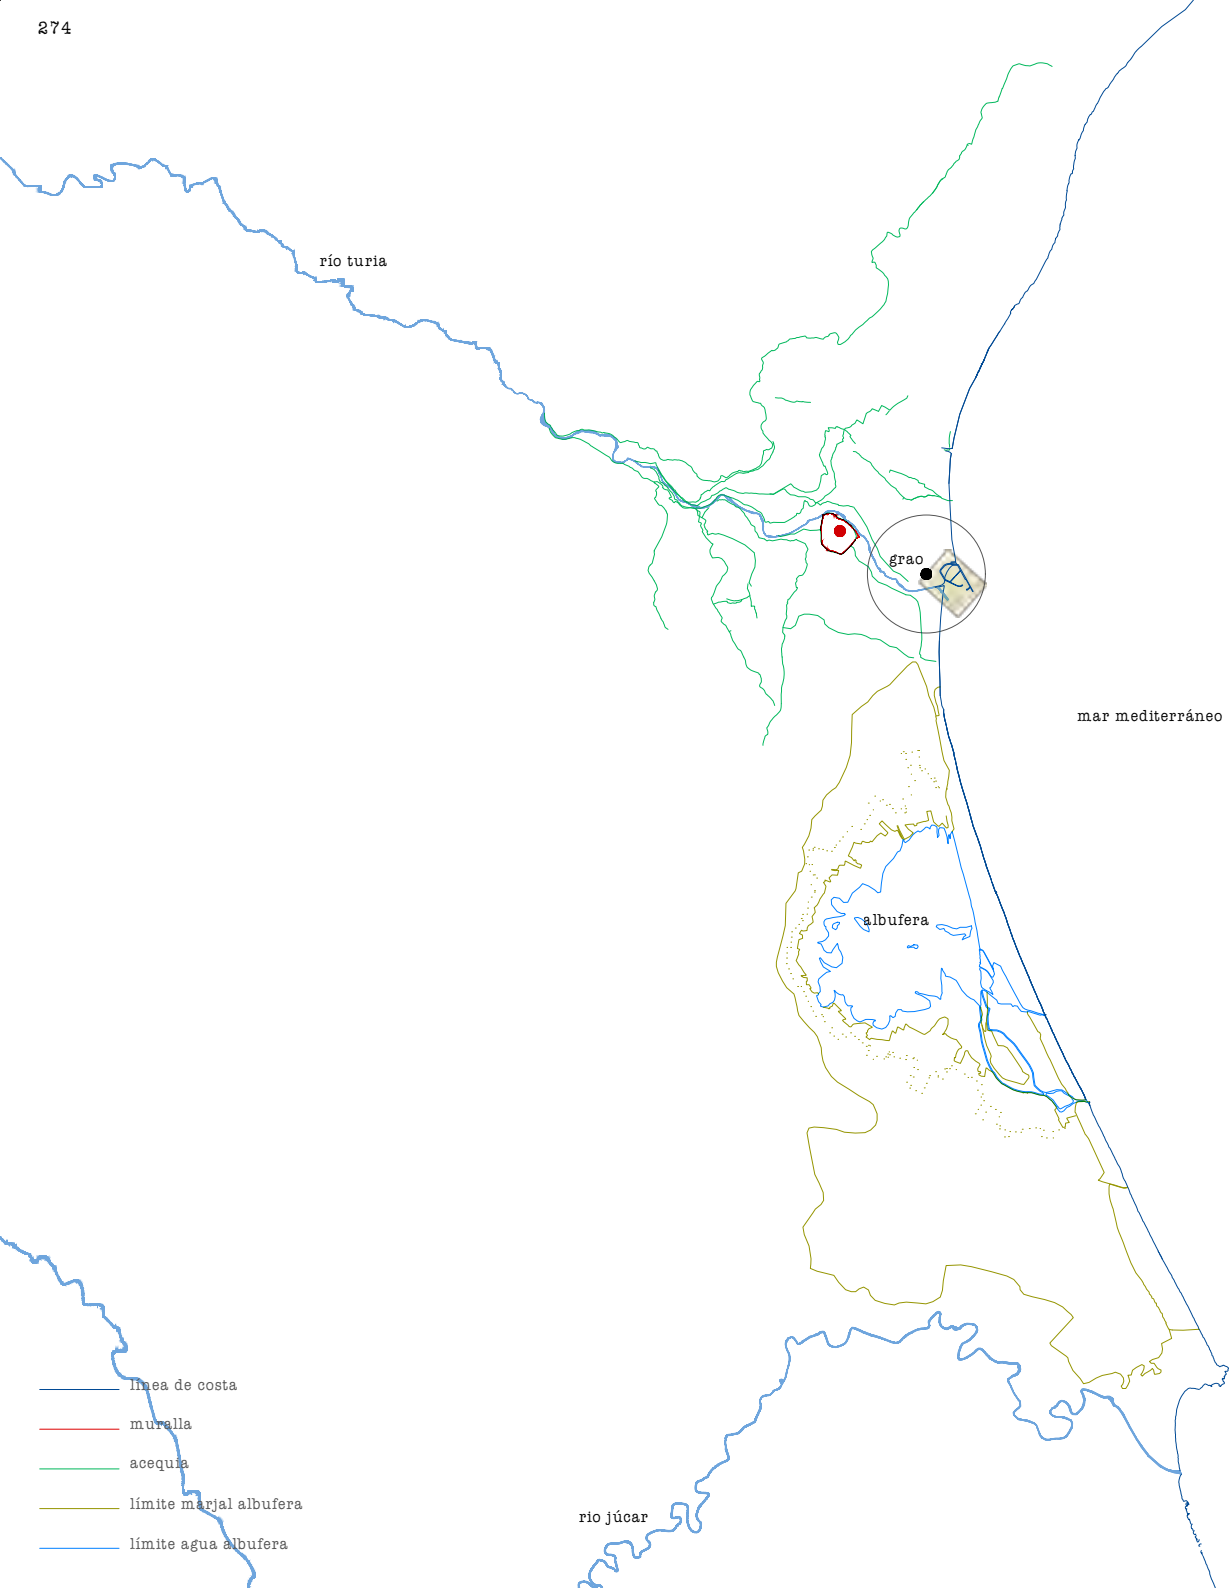 274
río turia
grao
mar mediterráneo
albufera
línea de costa
muralla
acequia
límite marjal albufera
rio júcar
límite agua albufera